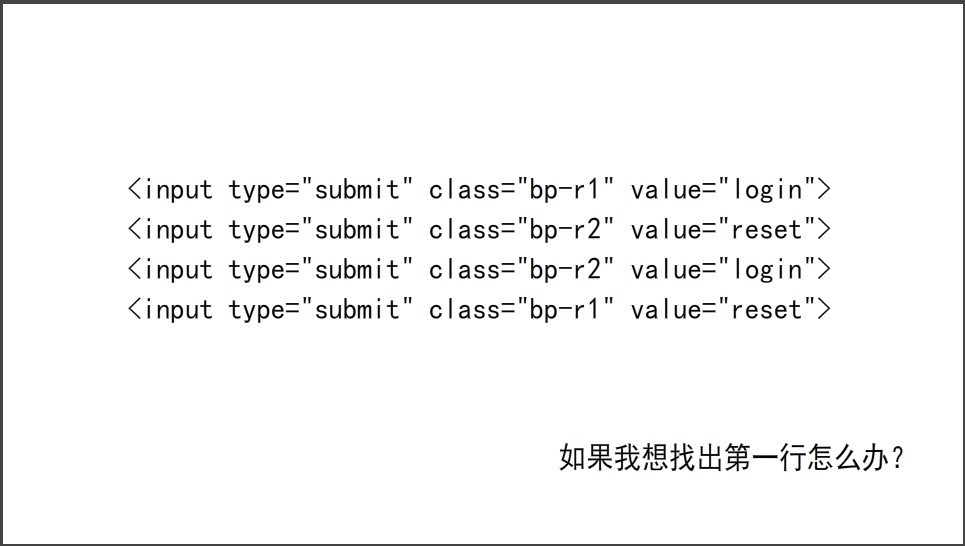 <input type="submit" class="bp-r1" value="login">
<input type="submit" class="bp-r2" value="reset">
<input type="submit" class="bp-r2" value="login">
<input type="submit" class="bp-r1" value="reset">
如果我想找出第一行怎么办?